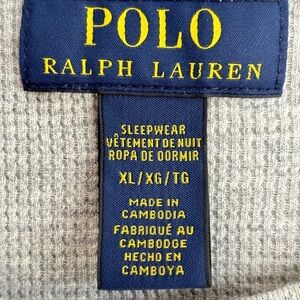 POLO
RALPH LAUREN
SLEEPWEAR
VÊTEMENT DE NUIT
ROPA DE DORMIR
XL/XG/TG
MADE IN
CAMBODIA
FABRIQUÉ AU
CAMBODGE
HECHO EN
CAMBOYA